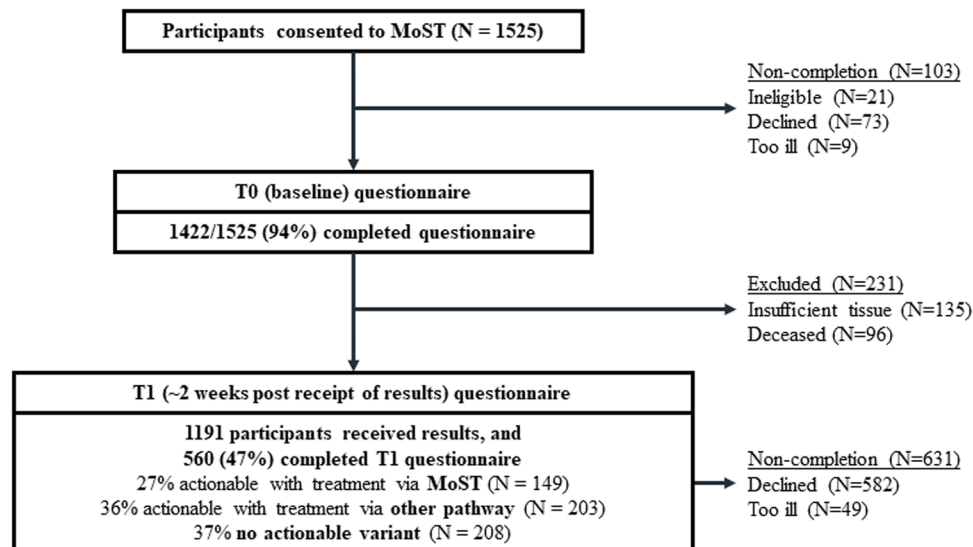 Participants consented to MoST (N = 1525)
Non-completion (N=103)
Ineligible (N=21)
Declined (N=73)
Too ill (N=9)
T0 (baseline) questionnaire
1422/1525 (94%) completed questionnaire
Excluded (N=231)
Insufficient tissue (N=135)
Deceased (N=96)
T1 (~2 weeks post receipt of results) questionnaire
1191 participants received results, and
560 (47%) completed T1 questionnaire
27% actionable with treatment via MoST (N = 149)
36% actionable with treatment via other pathway (N = 203)
37% no actionable variant (N = 208)
Non-completion (N=631)
Declined (N=582)
Too ill (N=49)